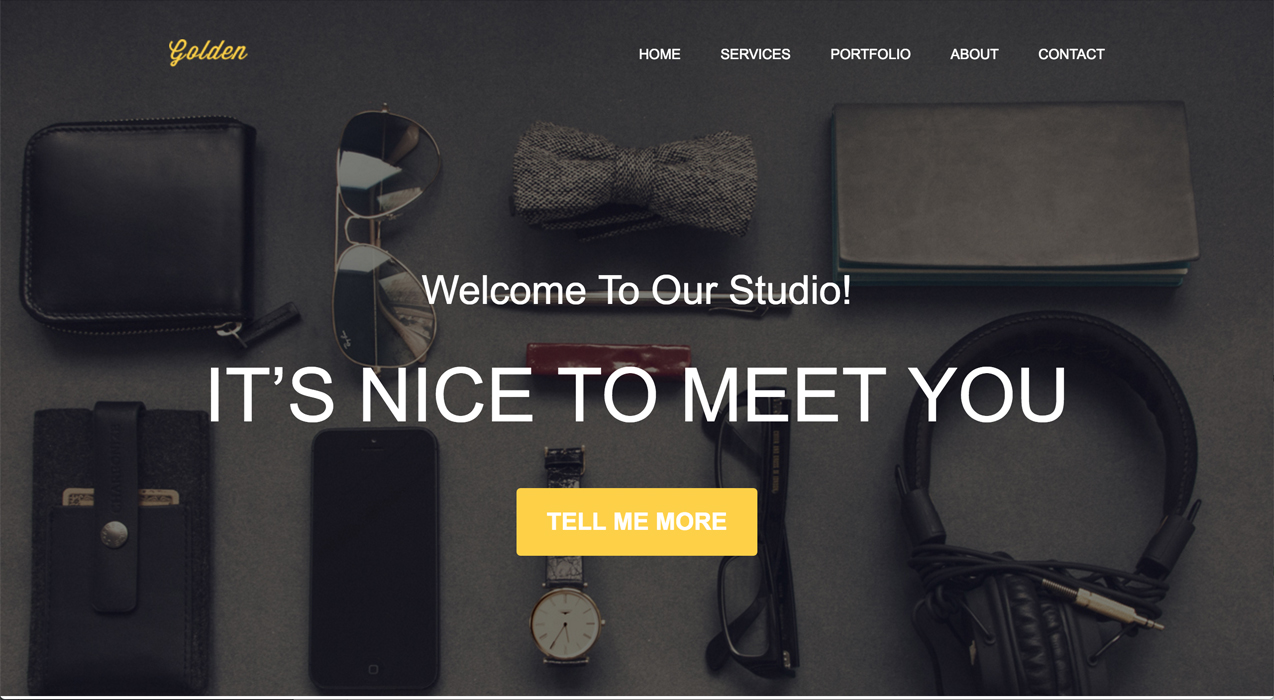 Golden
HOME SERVICES PORTFOLIO ABOUT CONTACT
Welcome To Our Studio!
IT’S NICE TO MEET YOU
TELL ME MORE